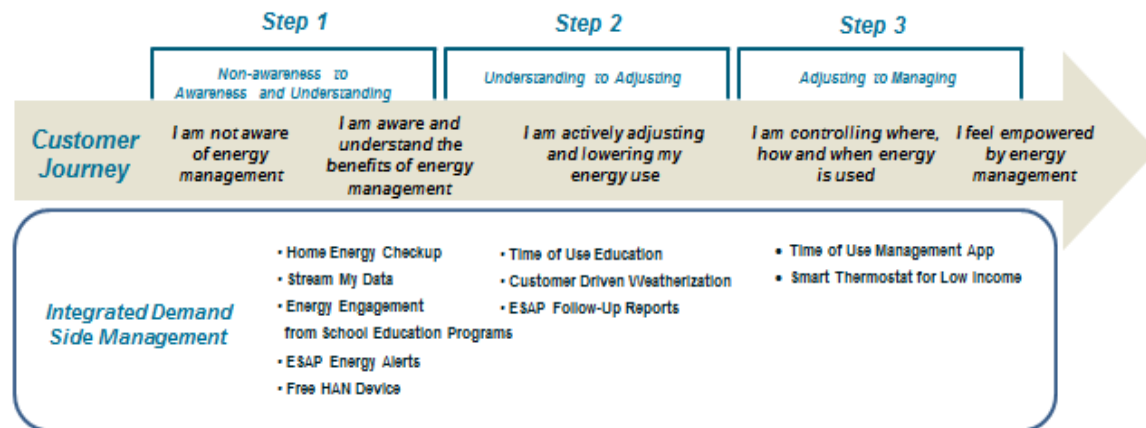 Step 1
Step 2
Step 3
Non-awareness to
Awareness and Understanding
Understanding to Adjusting
Adjusting to Managing
Customer
Journey
I am not aware
of energy
management
I am aware and
understand the
benefits of energy
management
I am actively adjusting
and lowering my
energy use
I am controlling where,
how and when energy
is used
I feel empowered
by energy
management
Integrated Demand
Side Management
• Home Energy Checkup
• Stream My Data
• Energy Engagement
from School Education Programs
• ESAP Energy Alerts
• Free HAN Device
• Time of Use Education
• Customer Driven Weatherization
• ESAP Follow-Up Reports
• Time of Use Management App
• Smart Thermostat for Low Income